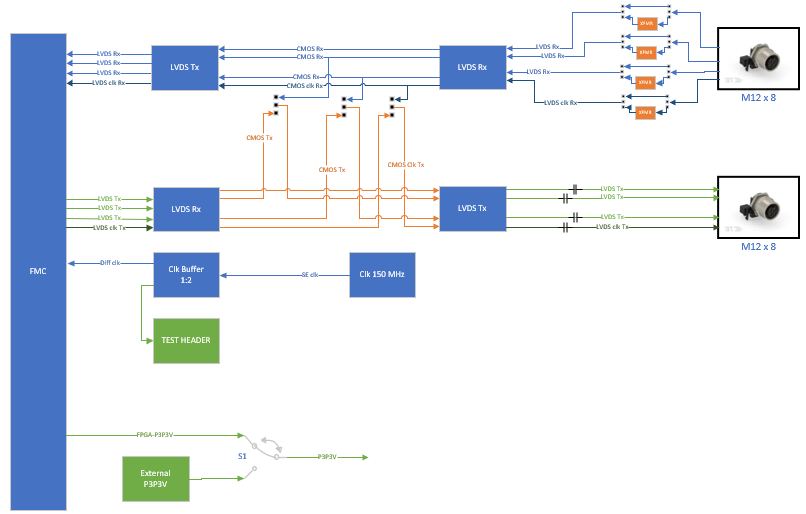 XFMR
XFMR
XFMR
XFMR
LVDS Rx
LVDS Rx
LVDS Rx
LVDS clk Rx
M12 x 8
LVDS Rx
LVDS Rx
LVDS Rx
LVDS clk Rx
LVDS Tx
CMOS Rx
CMOS Rx
CMOS Rx
CMOS clk Rx
LVDS Rx
CMOS Tx
CMOS Tx
CMOS Clk Tx
LVDS Tx
LVDS Tx
LVDS Tx
LVDS clk Tx
LVDS Rx
LVDS Tx
LVDS Tx
LVDS Tx
LVDS Tx
LVDS clk Tx
M12 x 8
FMC
Diff clk
Clk Buffer
1:2
SE clk
Clk 150 MHz
TEST HEADER
FPGA-P3P3V
S1
P3P3V
External
P3P3V